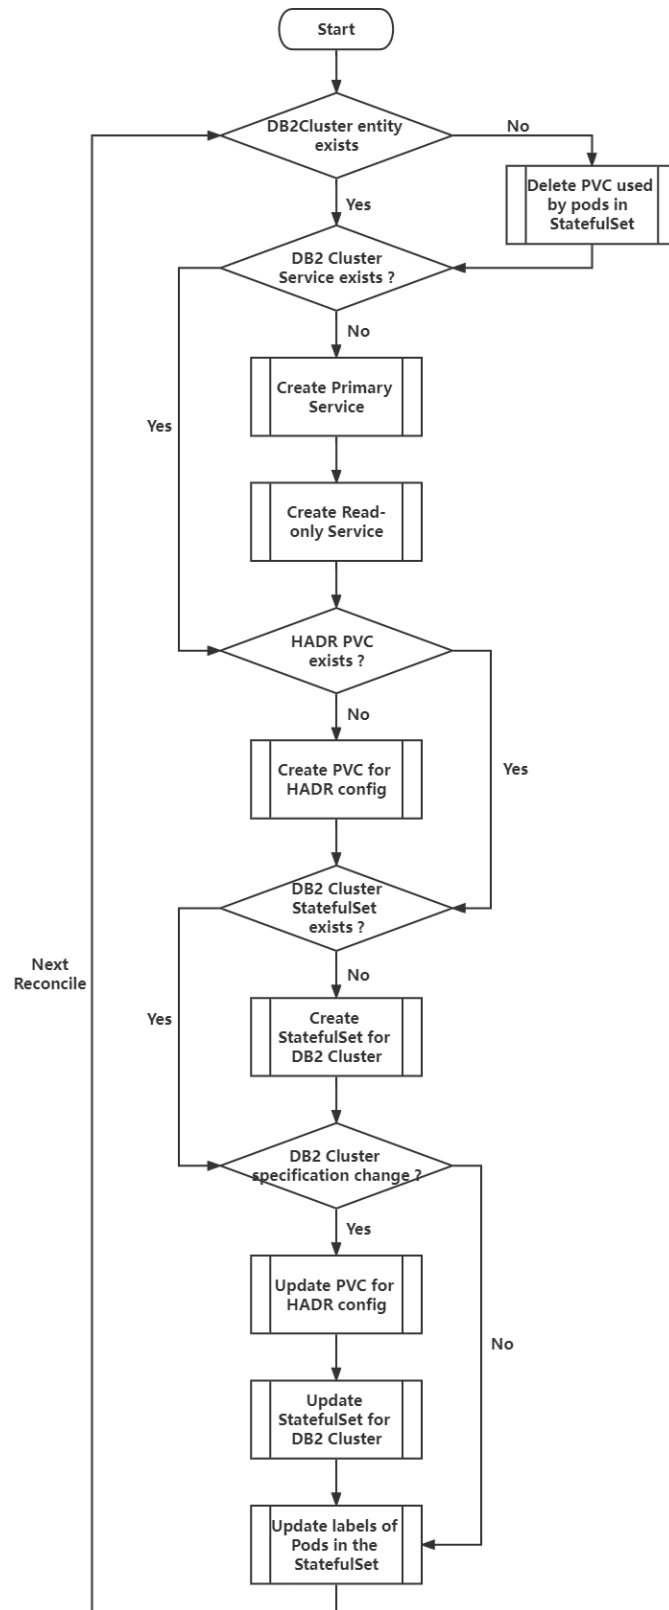 Start
DB2Cluster entity
exists
No
Delete PVC used
by pods in
StatefulSet
Yes
DB2 Cluster
Service exists ?
No
Create Primary
Service
Yes
Create Read-
only Service
HADR PVC
exists ?
No
Create PVC for
HADR config
Yes
DB2 Cluster
StatefulSet
exists ?
Next
Reconcile
No
Yes
Create
StatefulSet for
DB2 Cluster
DB2 Cluster
specification change ?
Yes
Update PVC for
HADR config
No
Update
StatefulSet for
DB2 Cluster
Update labels of
Pods in the
StatefulSet